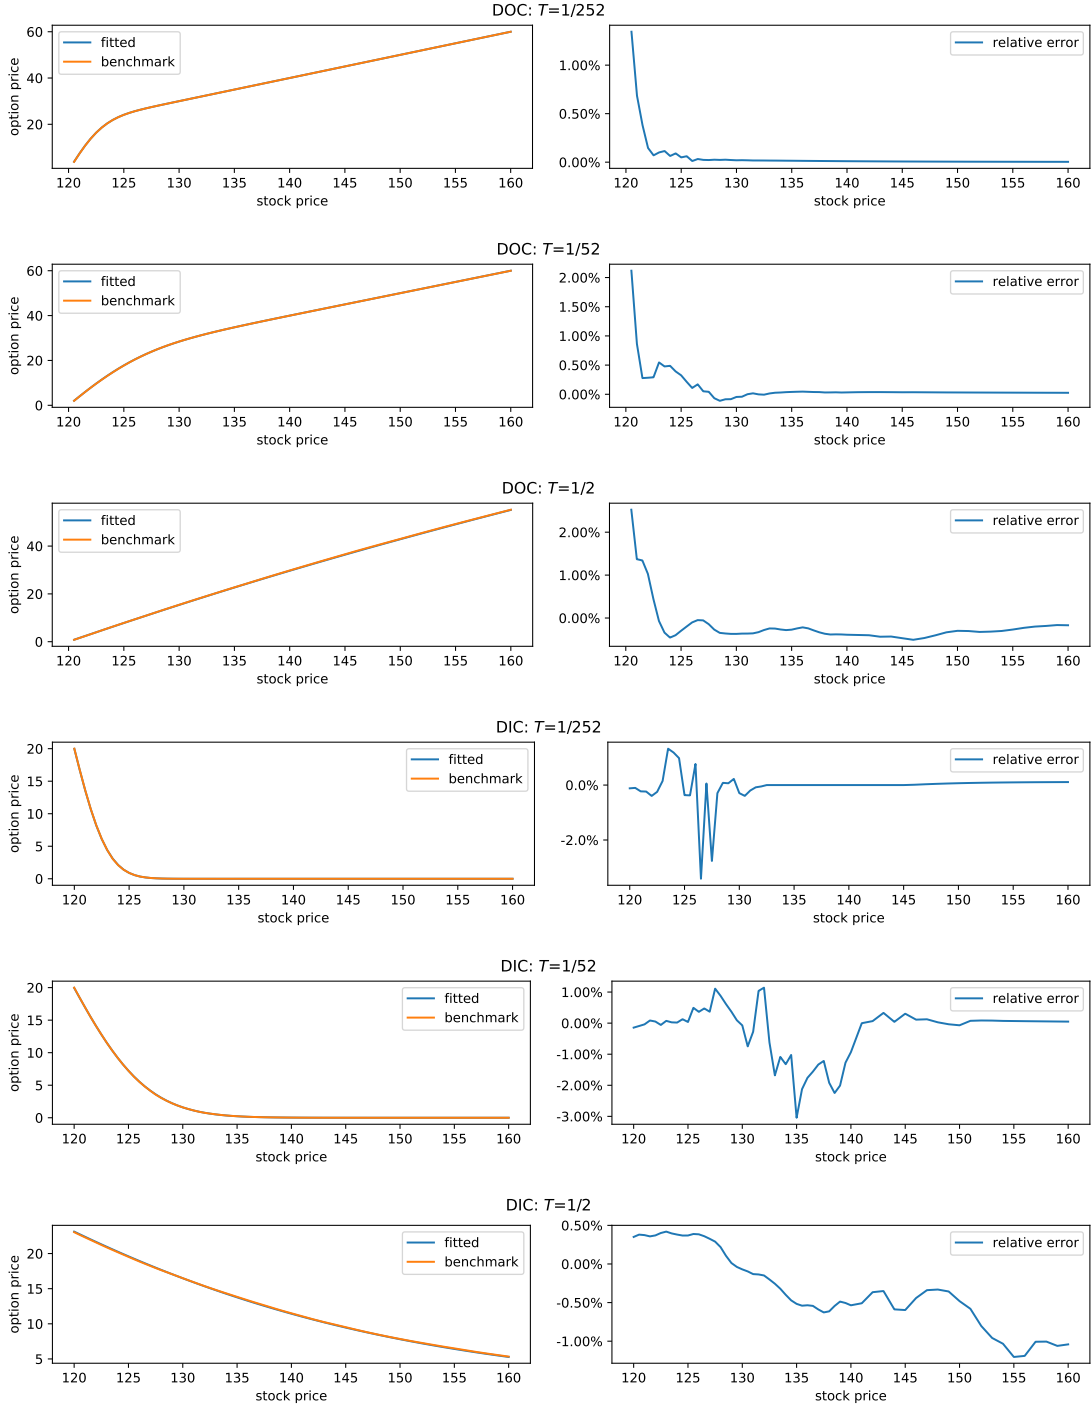 DOC: T=1/252
60
40
20
option price
fitted
benchmark
120 125 130 135 140 145 150 155 160
stock price
1.00%
0.50%
0.00%
relative error
120 125 130 135 140 145 150 155 160
stock price
DOC: T=1/52
60
40
20
0
option price
fitted
benchmark
120 125 130 135 140 145 150 155 160
stock price
2.00%
1.50%
1.00%
0.50%
0.00%
relative error
120 125 130 135 140 145 150 155 160
stock price
DOC: T=1/2
40
20
0
option price
fitted
benchmark
120 125 130 135 140 145 150 155 160
stock price
2.00%
1.00%
0.00%
relative error
120 125 130 135 140 145 150 155 160
stock price
DIC: T=1/252
20
15
10
5
0
option price
fitted
benchmark
120 125 130 135 140 145 150 155 160
stock price
0.0%
-2.0%
relative error
120 125 130 135 140 145 150 155 160
stock price
DIC: T=1/52
20
15
10
5
0
option price
fitted
benchmark
120 125 130 135 140 145 150 155 160
stock price
1.00%
0.00%
-1.00%
-2.00%
-3.00%
relative error
120 125 130 135 140 145 150 155 160
stock price
DIC: T=1/2
20
15
10
5
option price
fitted
benchmark
120 125 130 135 140 145 150 155 160
stock price
0.50%
0.00%
-0.50%
-1.00%
relative error
120 125 130 135 140 145 150 155 160
stock price